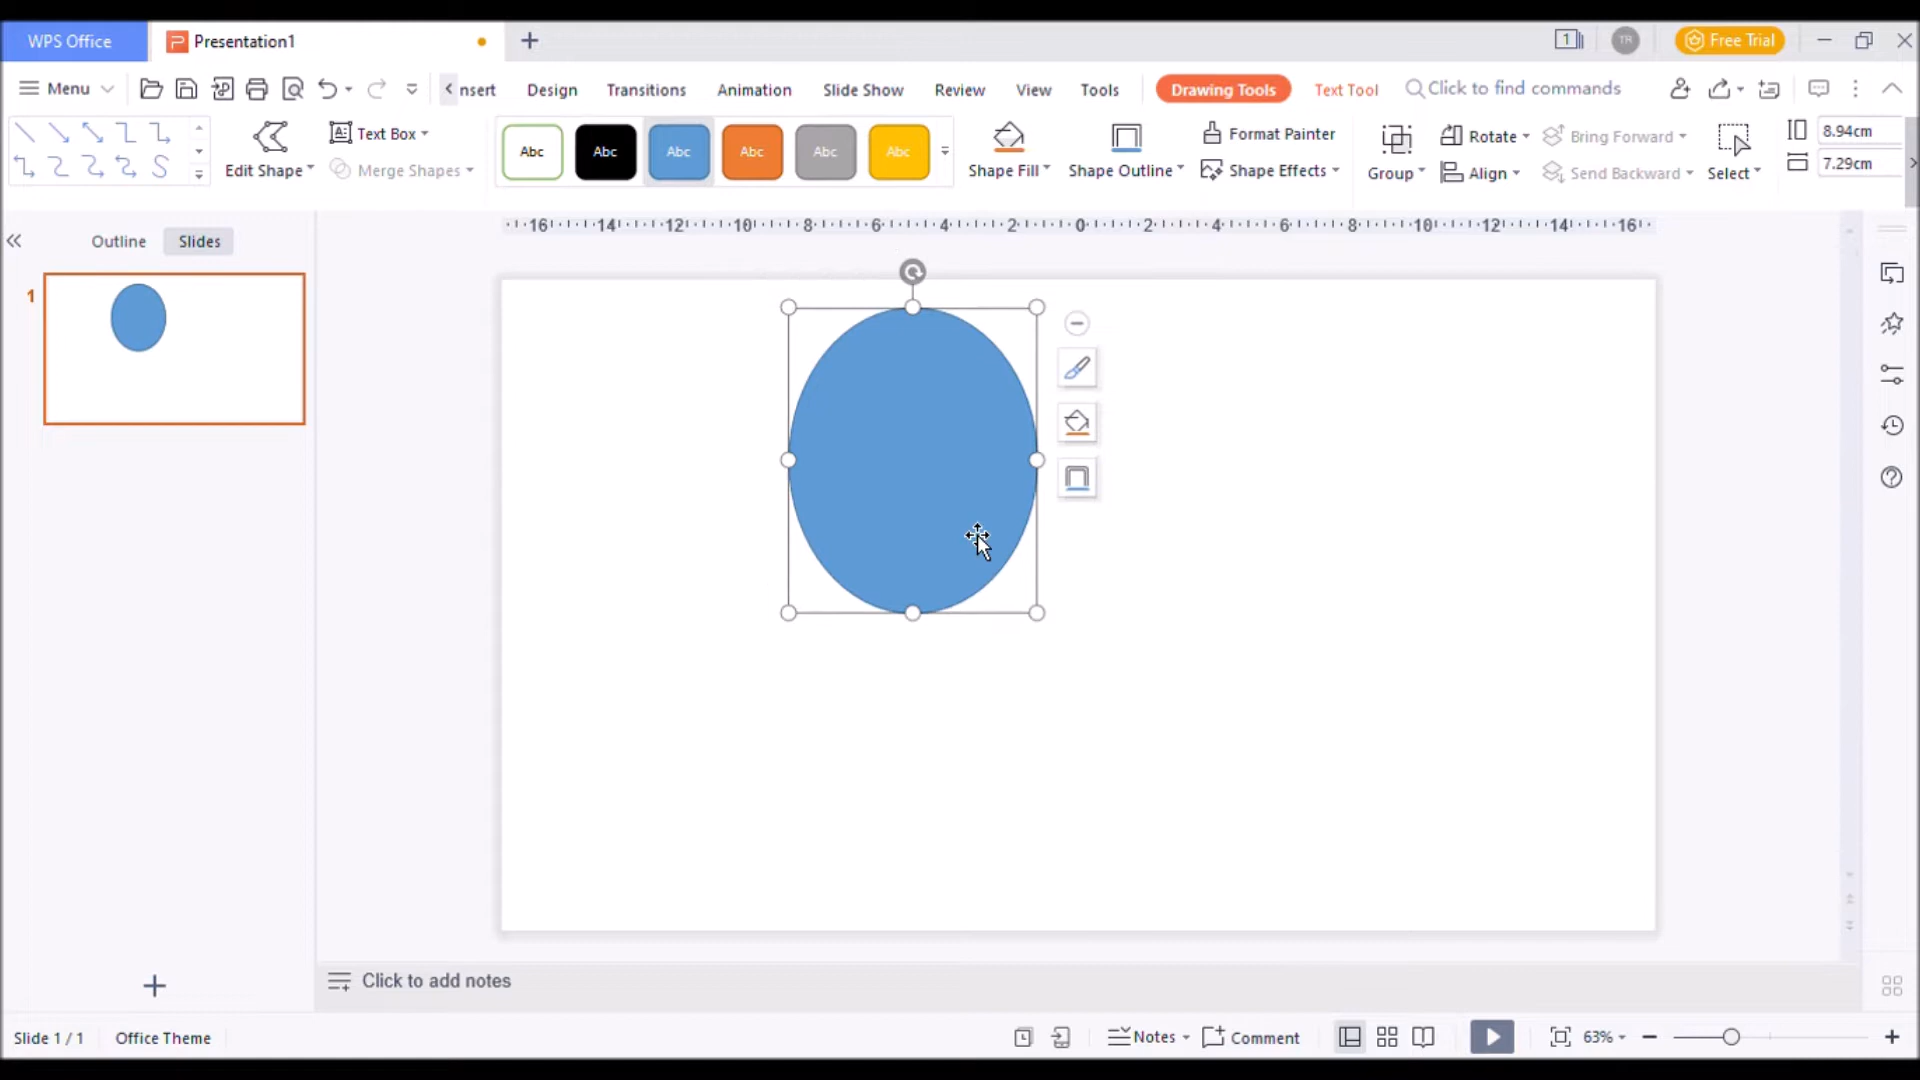 WPS Office
Presentation1
1
TR
Free Trial
Menu
nsert
Design
Transitions
Animation
Slide Show
Review
View
Tools
Drawing Tools
Text Tool
Click to find commands
Edit Shape
Text Box
Merge Shapes
Abc
Abc
Abc
Abc
Abc
Abc
Shape Fill
Shape Outline
Format Painter
Shape Effects
Group
Rotate
Align
Bring Forward
Send Backward
Select
8.94cm
7.29cm
Outline
Slides
16 14 12 10 8 6 4 2 0 2 4 6 8 10 12 14 16
1
Click to add notes
Slide 1 / 1
Office Theme
Notes
Comment
63%